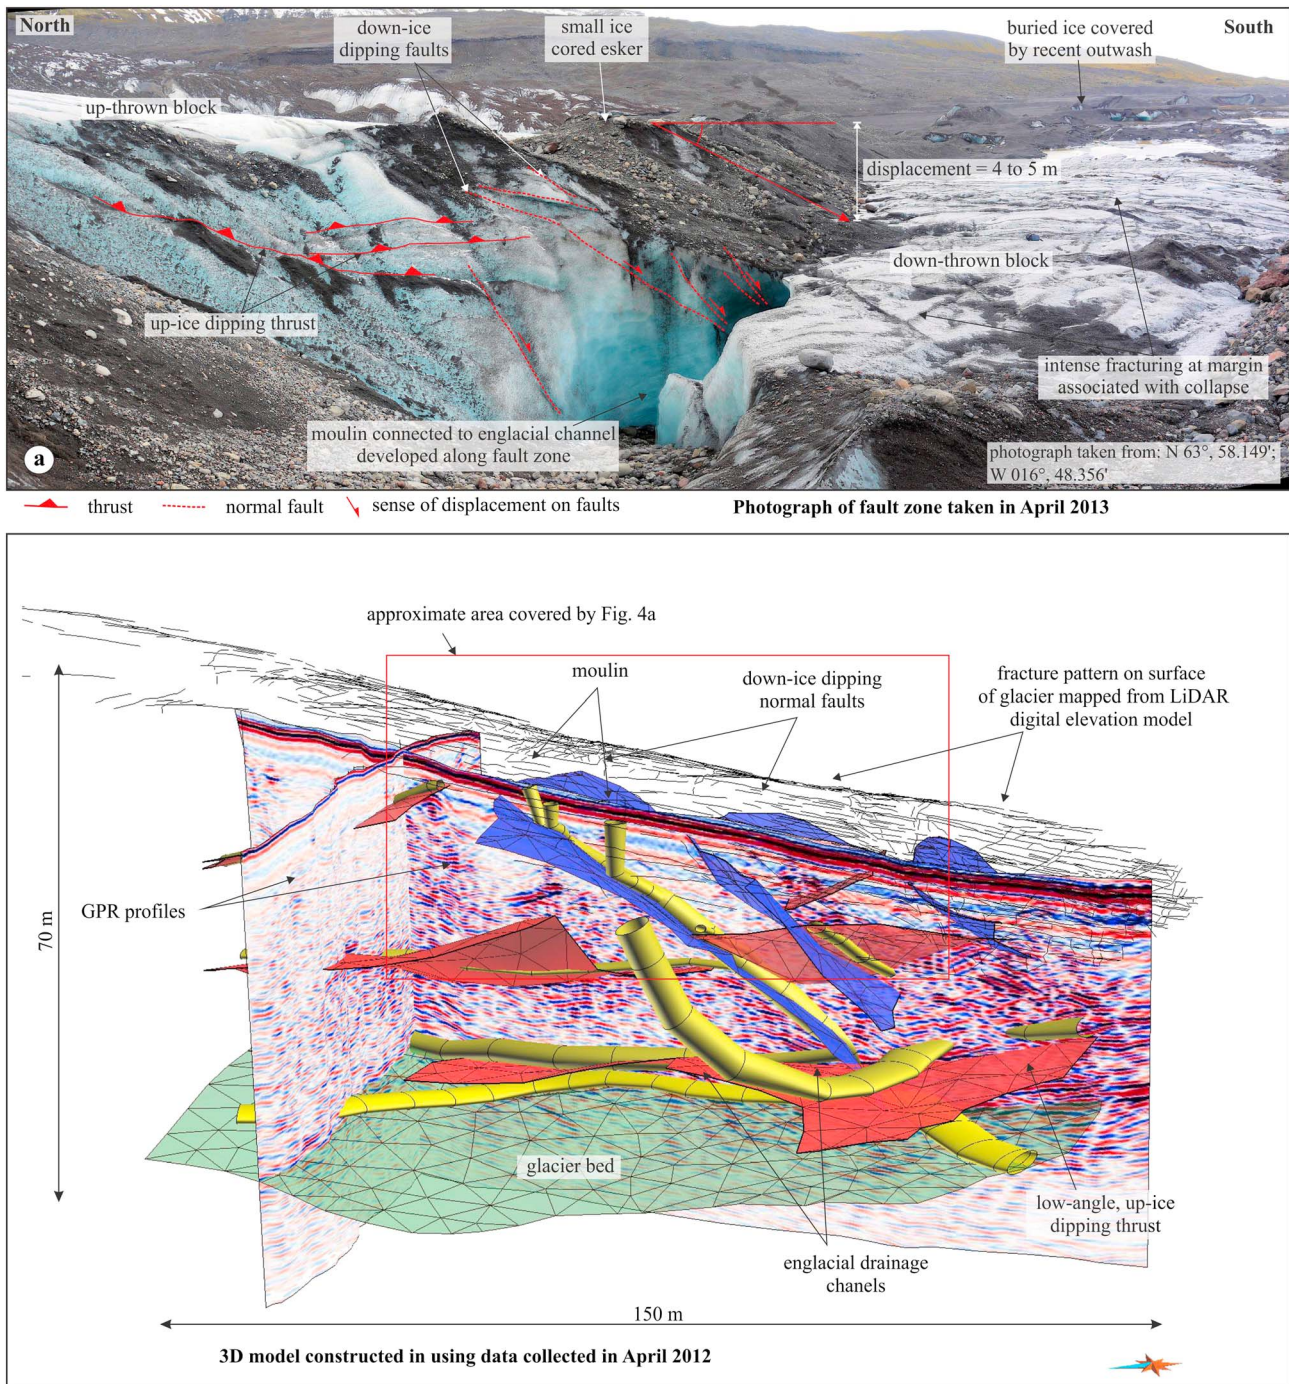 North
down-ice
dipping faults
small ice
cored esker
buried ice covered
by recent outwash
South
up-thrown block
displacement = 4 to 5 m
down-thrown block
up-ice dipping thrust
intense fracturing at margin
associated with collapse
moulin connected to englacial channel
developed along fault zone
a
photograph taken from: N 63°, 58.149';
W 016°, 48.356'
thrust
normal fault
sense of displacement on faults
Photograph of fault zone taken in April 2013
approximate area covered by Fig. 4a
moulin
down-ice dipping
normal faults
fracture pattern on surface
of glacier mapped from LiDAR
digital elevation model
GPR profiles
70 m
glacier bed
low-angle, up-ice
dipping thrust
englacial drainage
chanels
150 m
3D model constructed in using data collected in April 2012